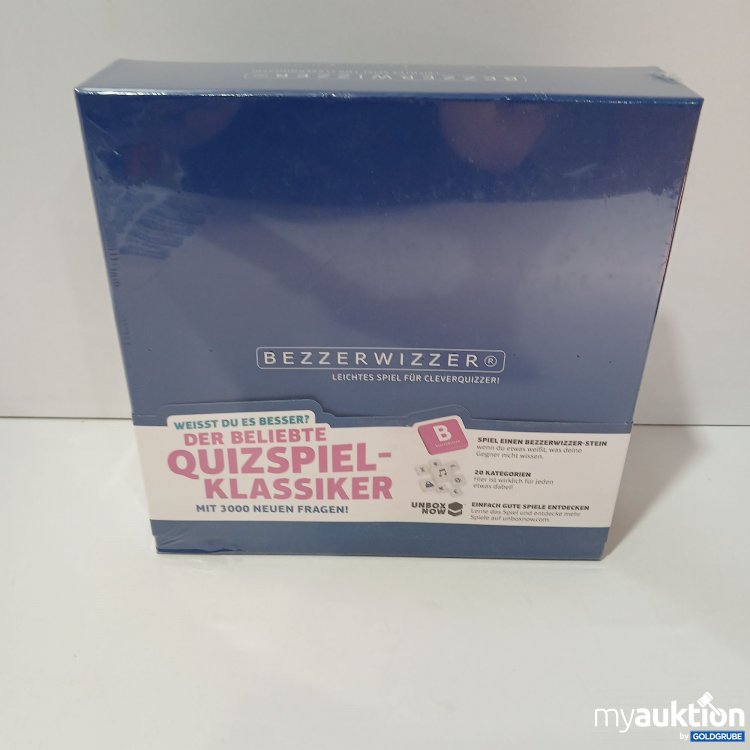 BEZZERWIZZER®
BEZZERWIZZER®
LEICHTES SPIEL FÜR CLEVERQUIZZER!
WEISST DU ES BESSER?
DER BELIEBTE
QUIZSPIEL-
KLASSIKER
MIT 3000 NEUEN FRAGEN!
B
SPIEL EINEN BEZZERWIZZER-STEIN
wenn du etwas weißt, was deine
Gegner nicht wissen.
20 KATEGORIEN
Hier ist wirklich für jeden
etwas dabei!
UNBOX
NOW
EINFACH GUTE SPIELE ENTDECKEN
Lerne das Spiel und entdecke mehr
Spiele auf unboxnow.com.
myauktion
by GOLDGRUBE